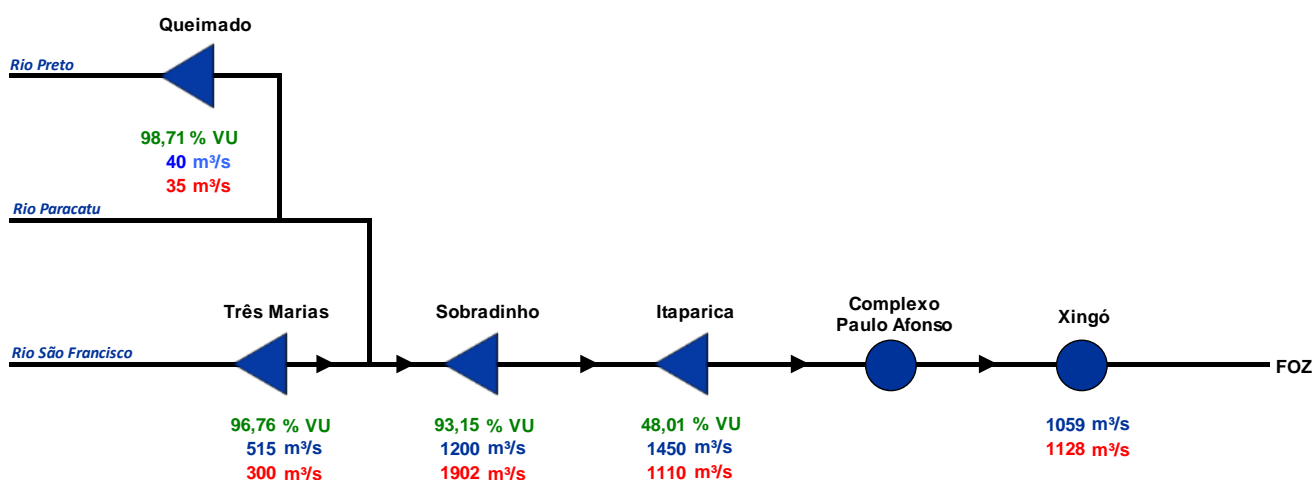 Queimado
Rio Preto
98,71 % VU
40 m³/s
35 m³/s
Rio Paracatu
Três Marias
Sobradinho
Itaparica
Complexo
Paulo Afonso
Xingó
Rio São Francisco
FOZ
96,76 % VU
515 m³/s
300 m³/s
93,15 % VU
1200 m³/s
1902 m³/s
48,01 % VU
1450 m³/s
1110 m³/s
1059 m³/s
1128 m³/s